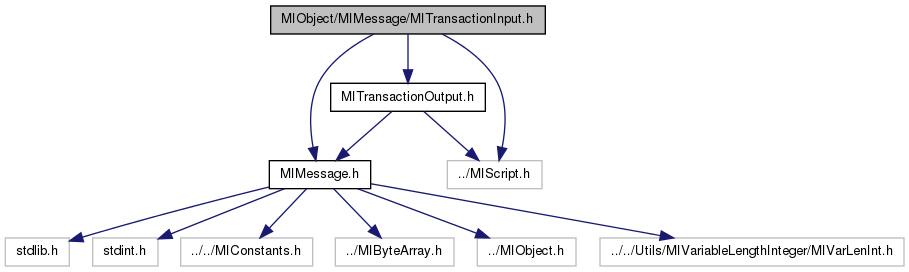 MIObject/MIMessage/MITransactionInput.h
MITransactionOutput.h
MIMessage.h
../MIScript.h
stdlib.h
stdint.h
../../MIConstants.h
../MIByteArray.h
../MIObject.h
../../Utils/MIVariableLengthInteger/MIVarLenInt.h